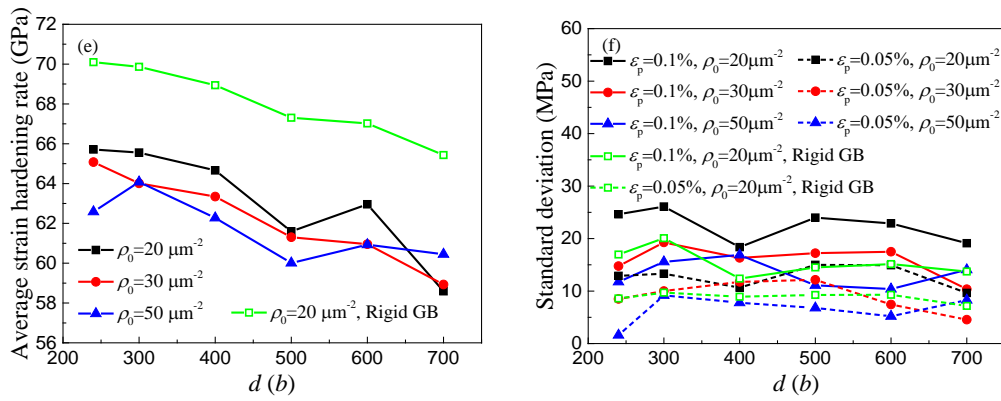 (e)
Average strain hardening rate (GPa)
72
70
68
66
64
62
60
58
56
ρ₀=20 μm⁻²
ρ₀=30 μm⁻²
ρ₀=50 μm⁻²
ρ₀=20 μm⁻², Rigid GB
200 300 400 500 600 700
d (b)
(f)
Standard deviation (MPa)
60
50
40
30
20
10
0
εₚ=0.1%, ρ₀=20μm⁻² εₚ=0.05%, ρ₀=20μm⁻²
εₚ=0.1%, ρ₀=30μm⁻² εₚ=0.05%, ρ₀=30μm⁻²
εₚ=0.1%, ρ₀=50μm⁻² εₚ=0.05%, ρ₀=50μm⁻²
εₚ=0.1%, ρ₀=20μm⁻², Rigid GB
εₚ=0.05%, ρ₀=20μm⁻², Rigid GB
200 300 400 500 600 700
d (b)